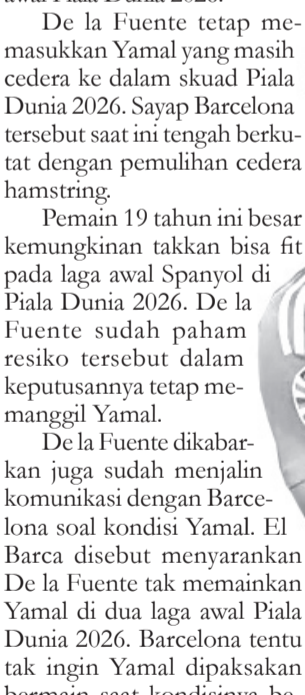 De la Fuente tetap me-
masukkan Yamal yang masih
cedera ke dalam skuad Piala
Dunia 2026. Sayap Barcelona
tersebut saat ini tengah berku-
tat dengan pemulihan cedera
hamstring.
Pemain 19 tahun ini besar
kemungkinan takkan bisa fit
pada laga awal Spanyol di
Piala Dunia 2026. De la
Fuente sudah paham
resiko tersebut dalam
keputusannya tetap me-
manggil Yamal.
De la Fuente dikabar-
kan juga sudah menjalin
komunikasi dengan Barce-
lona soal kondisi Yamal. El
Barca disebut menyarankan
De la Fuente tak memainkan
Yamal di dua laga awal Piala
Dunia 2026. Barcelona tentu
tak ingin Yamal dipaksakan
bermain saat kondisinya be-